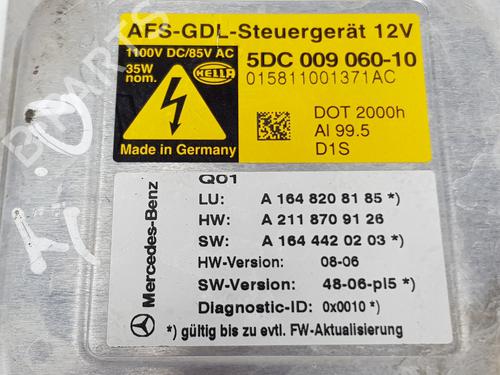 AFS-GDL-Steuergerät 12V
1100V DC/85V AC
35W
nom.
HELLA
Made in Germany
5DC 009 060-10
015811001371AC
DOT 2000h
Al 99.5
D1S
Mercedes-Benz
Q01
LU: A 164 820 81 85 *)
HW: A 211 870 91 26
SW: A 164 442 02 03 *)
HW-Version: 08-06
SW-Version: 48-06-pl5 *)
Diagnostic-ID: 0x0010 *)
*) gültig bis zu evtl. FW-Aktualisierung